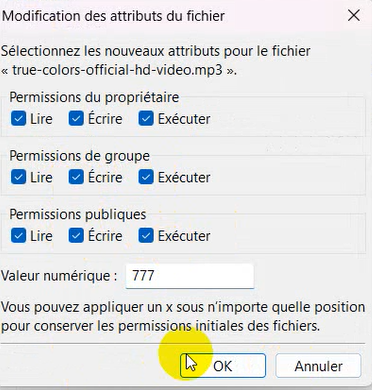 Modification des attributs du fichier
Sélectionnez les nouveaux attributs pour le fichier
« true-colors-official-hd-video.mp3 ».
Permissions du propriétaire
Lire Écrire Exécuter
Permissions de groupe
Lire Écrire Exécuter
Permissions publiques
Lire Écrire Exécuter
Valeur numérique : 777
Vous pouvez appliquer un x sous n’importe quelle position
pour conserver les permissions initiales des fichiers.
OK Annuler